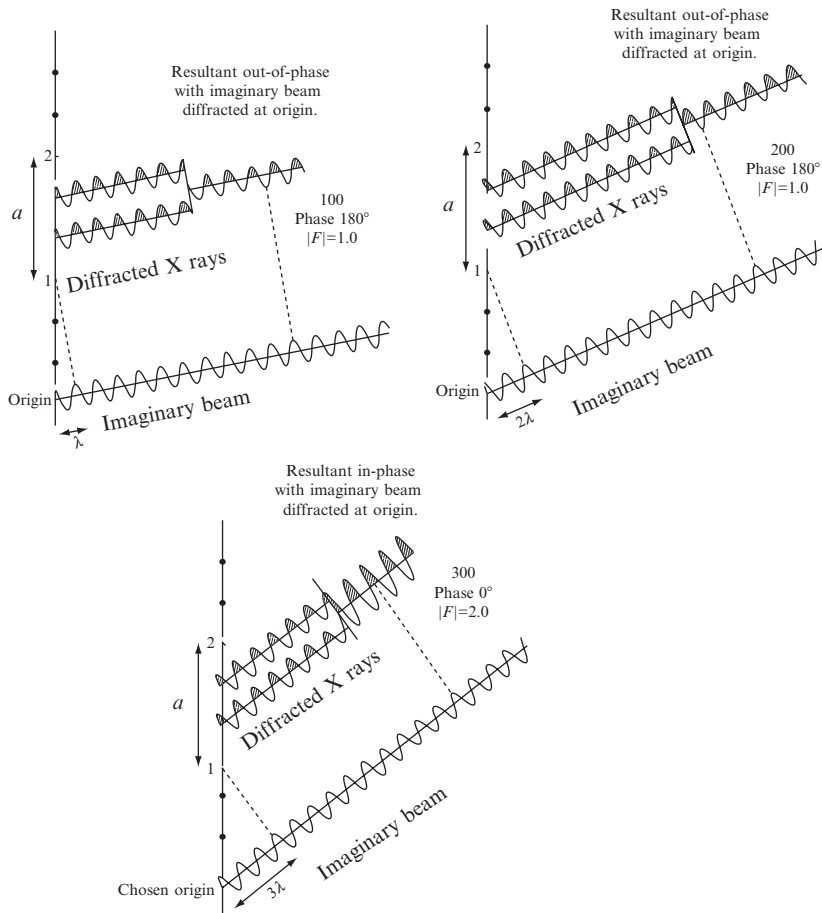 Resultant out-of-phase
with imaginary beam
diffracted at origin.
2
a
1
100
Phase 180°
|F|=1.0
Diffracted X rays
Origin
Imaginary beam
λ
Resultant out-of-phase
with imaginary beam
diffracted at origin.
2
a
1
200
Phase 180°
|F|=1.0
Diffracted X rays
Origin
Imaginary beam
2λ
Resultant in-phase
with imaginary beam
diffracted at origin.
2
a
1
300
Phase 0°
|F|=2.0
Diffracted X rays
Chosen origin
Imaginary beam
3λ